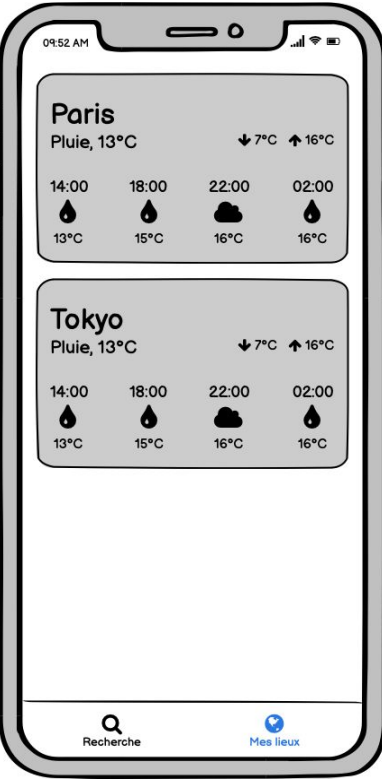 09:52 AM
Paris
Pluie, 13°C 7°C 16°C
14:00 18:00 22:00 02:00
13°C 15°C 16°C 16°C
Tokyo
Pluie, 13°C 7°C 16°C
14:00 18:00 22:00 02:00
13°C 15°C 16°C 16°C
Recherche Mes lieux